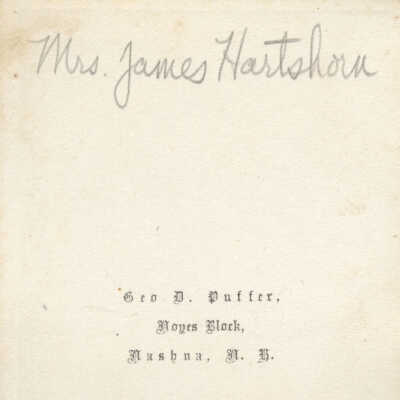 Mrs. James Hartshorn
Geo D. Puffer,
Noyes Block,
Nashua, N. H.